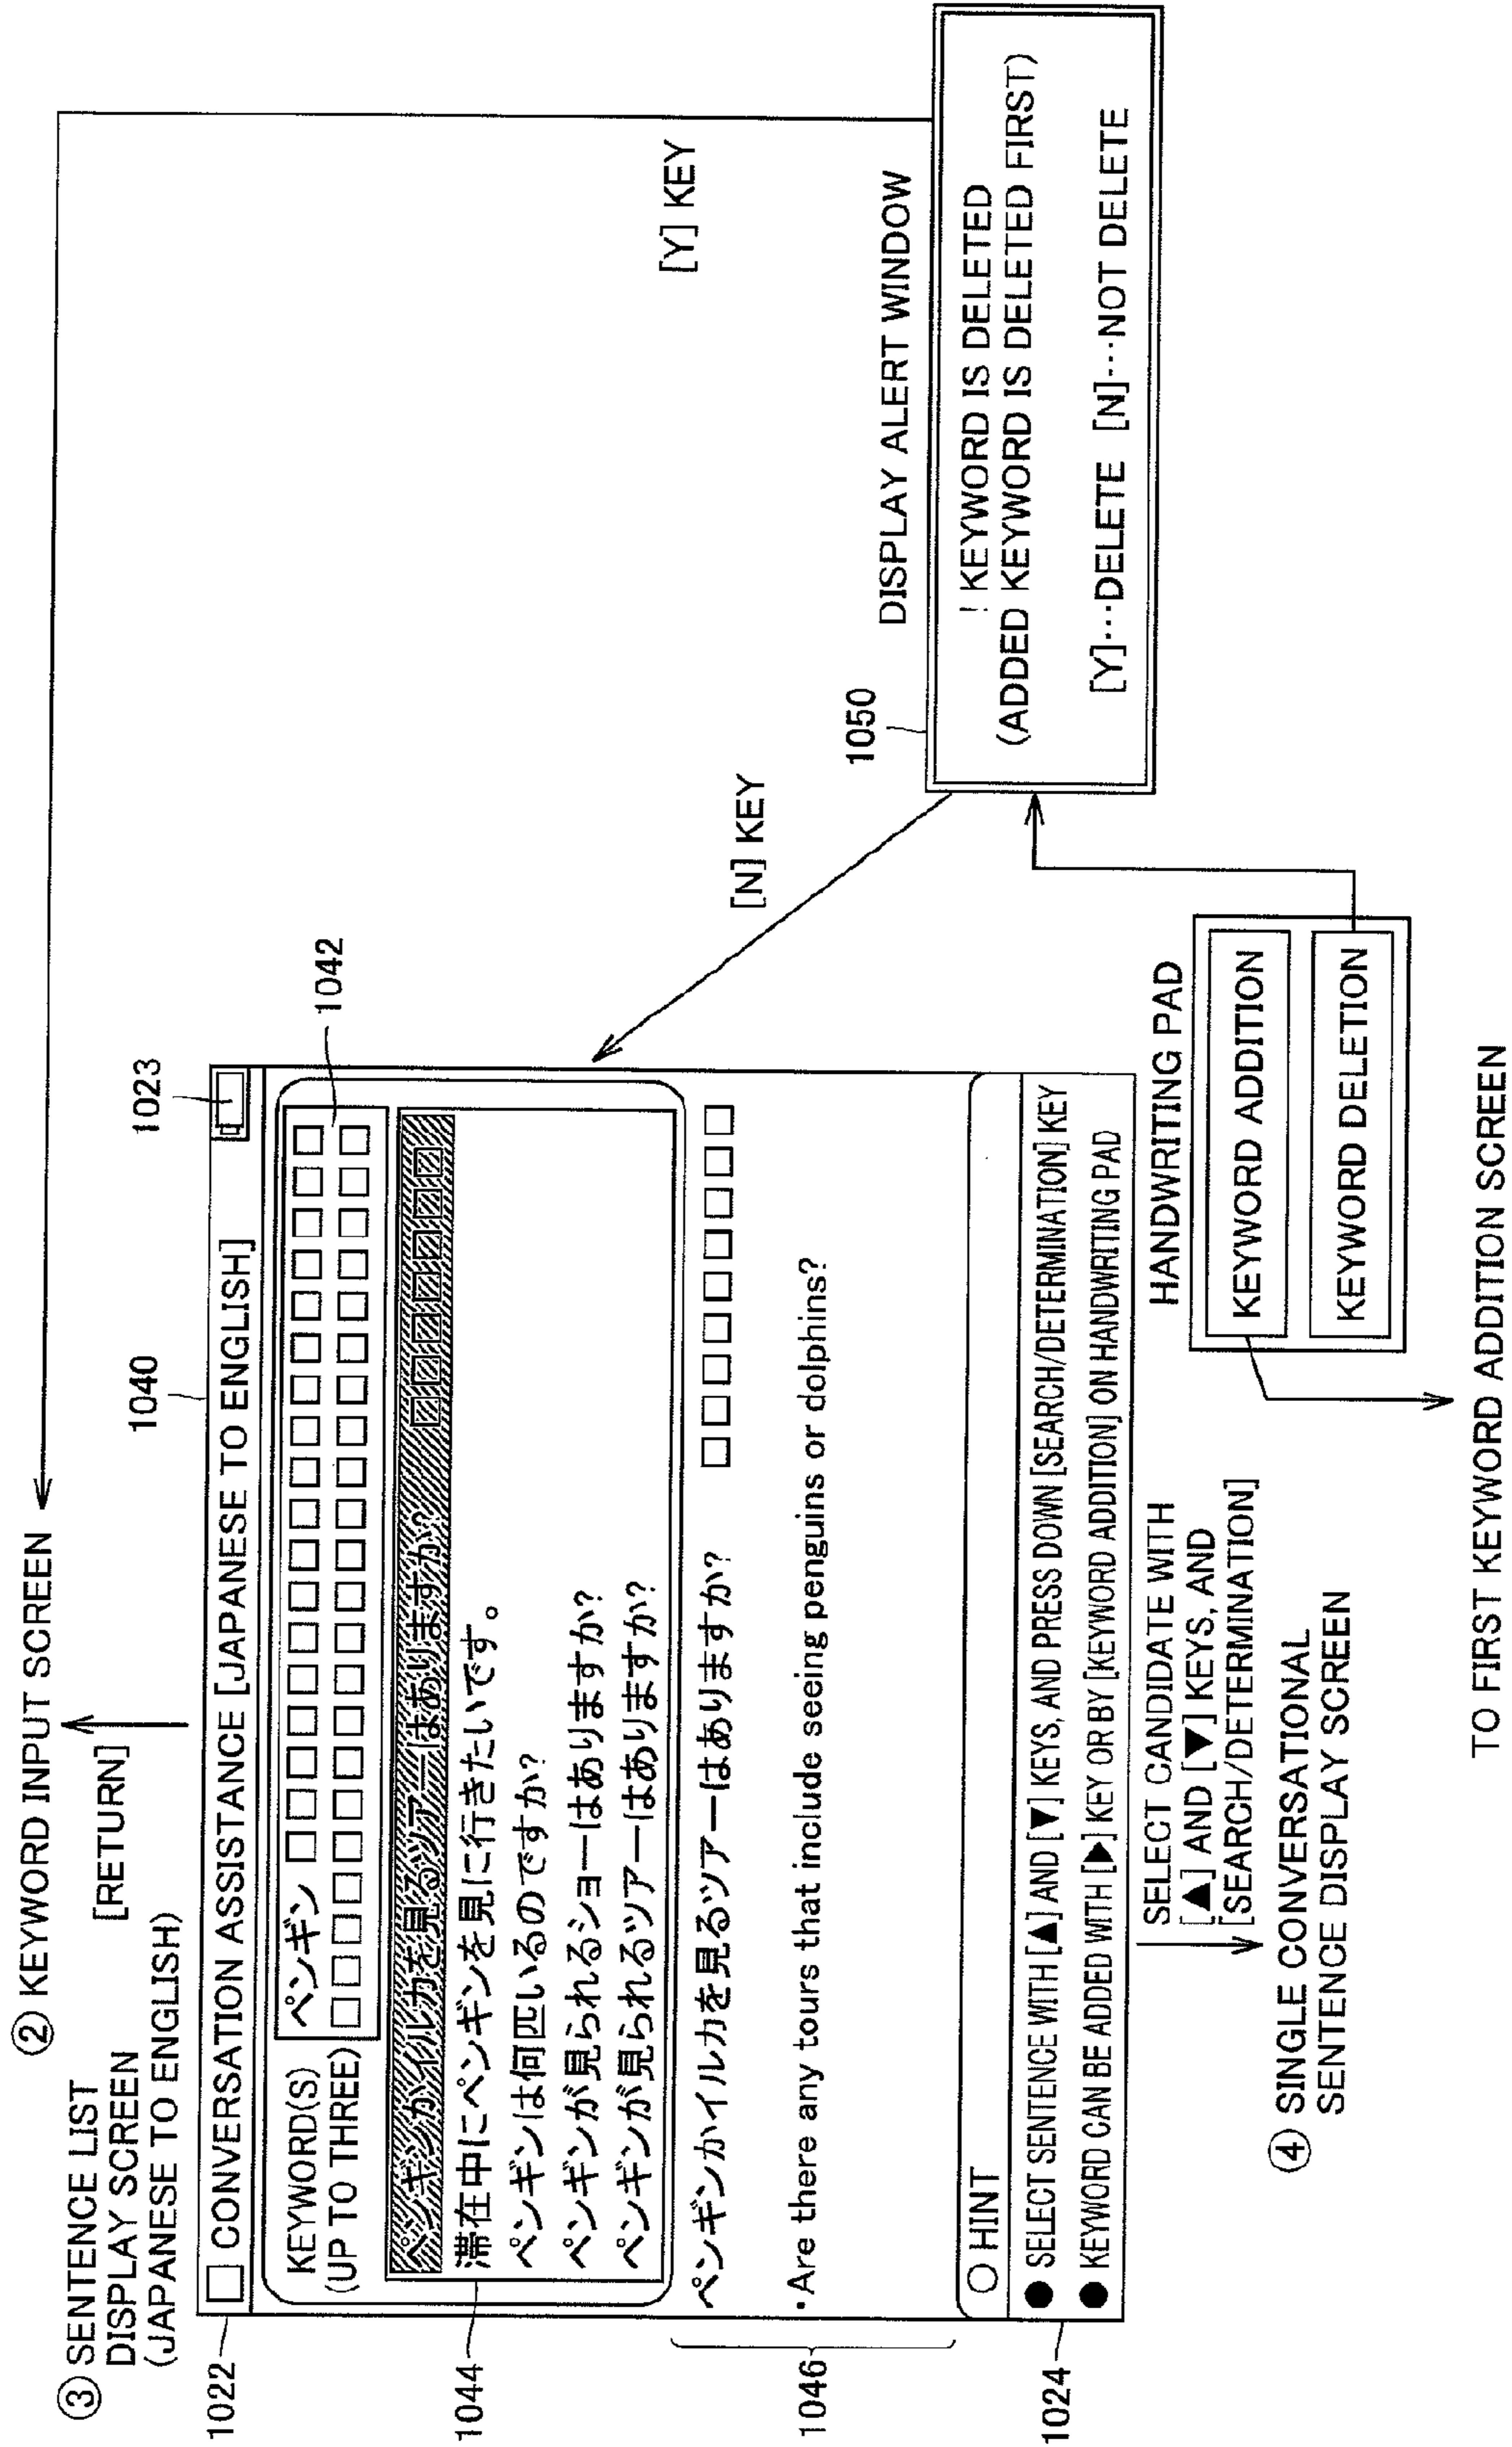 ② KEYWORD INPUT SCREEN
③ SENTENCE LIST
DISPLAY SCREEN
(JAPANESE TO ENGLISH)
[RETURN]
1040
1023
1022
□ CONVERSATION ASSISTANCE [JAPANESE TO ENGLISH]
1042
KEYWORD(S)
(UP TO THREE)
ペンギン □□□□□□□□□□□□□□□□□□
□□□□□□□□□□□□□□□□□□□□□□
1044
ペンギンかイルカを見るツアーはありますか? □□□□□□□
滞在中にペンギンを見に行きたいです。
ペンギンは何匹いるのですか?
ペンギンが見られるショーはありますか?
ペンギンが見られるツアーはありますか?
1046
ペンギンかイルカを見るツアーはありますか? □□□□□□□□□
・Are there any tours that include seeing penguins or dolphins?
○ HINT
1024
● SELECT SENTENCE WITH [▲] AND [▼] KEYS, AND PRESS DOWN [SEARCH/DETERMINATION] KEY
● KEYWORD CAN BE ADDED WITH [▶] KEY OR BY [KEYWORD ADDITION] ON HANDWRITING PAD
[Y] KEY
[N] KEY
DISPLAY ALERT WINDOW
1050
! KEYWORD IS DELETED
(ADDED KEYWORD IS DELETED FIRST)
[Y]···DELETE [N]···NOT DELETE
SELECT CANDIDATE WITH
[▲] AND [▼] KEYS, AND
[SEARCH/DETERMINATION]
④ SINGLE CONVERSATIONAL
SENTENCE DISPLAY SCREEN
HANDWRITING PAD
KEYWORD ADDITION
KEYWORD DELETION
TO FIRST KEYWORD ADDITION SCREEN